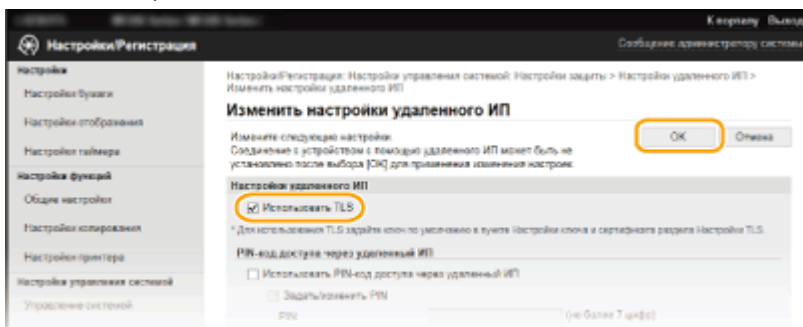 К порталу Выход
Настройки/Регистрация
Сообщение администратору системы
Настройки
Настройки бумаги
Настройки отображения
Настройки таймера
Настройки функций
Общие настройки
Настройки копирования
Настройки принтера
Настройки управления системой
Управление системой
Настройки/Регистрация: Настройки управления системой: Настройки защиты > Настройки удаленного ИП >
Изменить настройки удаленного ИП
Изменить настройки удаленного ИП
Измените следующие настройки.
Соединение с устройством с помощью удаленного ИП может быть не
установлено после выбора [OK] для применения изменения настроек.
OK Отмена
Настройки удаленного ИП
Использовать TLS
* Для использования TLS задайте ключ по умолчанию в пункте Настройки ключа и сертификата раздела Настройки TLS.
PIN-код доступа через удаленный ИП
Использовать PIN-код доступа через удаленный ИП
Задать/изменить PIN
PIN: (не более 7 цифр)